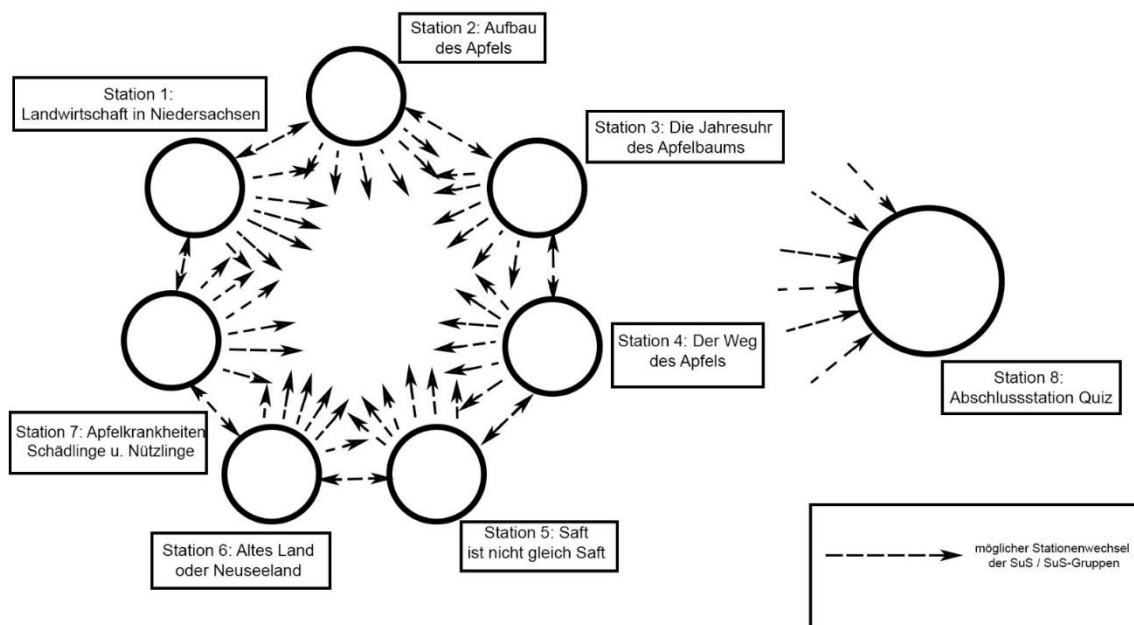 Station 2: Aufbau
des Apfels
Station 1:
Landwirtschaft in Niedersachsen
Station 3: Die Jahresuhr
des Apfelbaums
Station 4: Der Weg
des Apfels
Station 8:
Abschlussstation Quiz
Station 7: Apfelkrankheiten
Schädlinge u. Nützlinge
Station 6: Altes Land
oder Neuseeland
Station 5: Saft
ist nicht gleich Saft
möglicher Stationenwechsel
der SuS / SuS-Gruppen